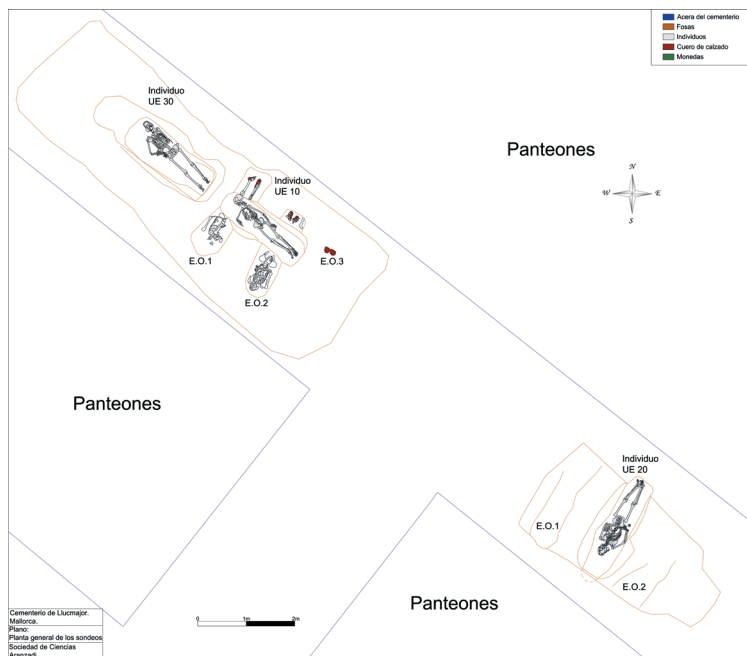 Acera del cementerio
Fosas
Individuos
Cuero de calzado
Monedas
Individuo
UE 30
Panteones
N
W E
S
Individuo
UE 10
E.O.1
E.O.3
E.O.2
Panteones
Individuo
UE 20
E.O.1
E.O.2
Panteones
0 1m 2m
Cementerio de Llucmajor.
Mallorca.
Plano:
Planta general de los sondeos
Sociedad de Ciencias
Aranzadi